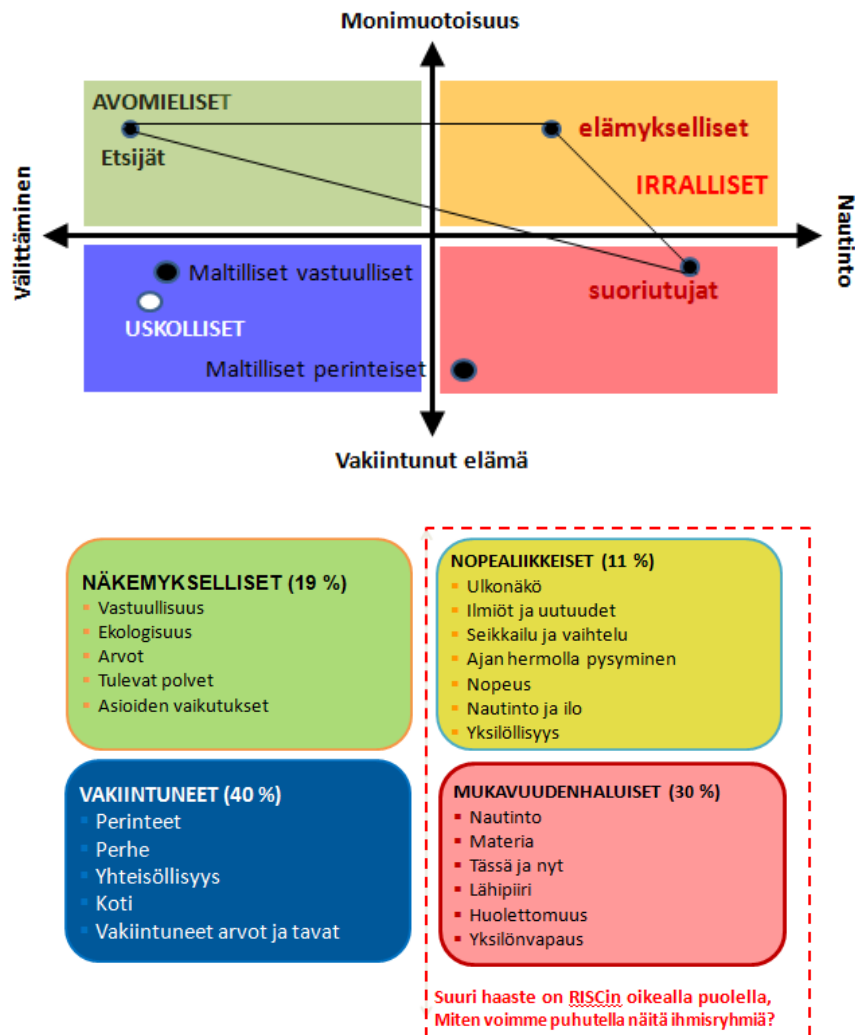 Monimuotoisuus
AVOMIELISET
Etsijät
elämykselliset
IRRALLISET
Välittäminen
Nautinto
Maltilliset vastuulliset
USKOLLISET
suoriutujat
Maltilliset perinteiset
Vakiintunut elämä
NÄKEMYKSELLISET (19 %)
Vastuullisuus
Ekologisuus
Arvot
Tulevat polvet
Asioiden vaikutukset
NOPEALIIKKEISET (11 %)
Ulkonäkö
Ilmiöt ja uutuudet
Seikkailu ja vaihtelu
Ajan hermolla pysyminen
Nopeus
Nautinto ja ilo
Yksilöllisyys
VAKIINTUNEET (40 %)
Perinteet
Perhe
Yhteisöllisyys
Koti
Vakiintuneet arvot ja tavat
MUKAVUUDENHALUISET (30 %)
Nautinto
Materia
Tässä ja nyt
Lähipiiri
Huolettomuus
Yksilönvapaus
Suuri haaste on RISCin oikealla puolella,
Miten voimme puhutella näitä ihmisryhmiä?